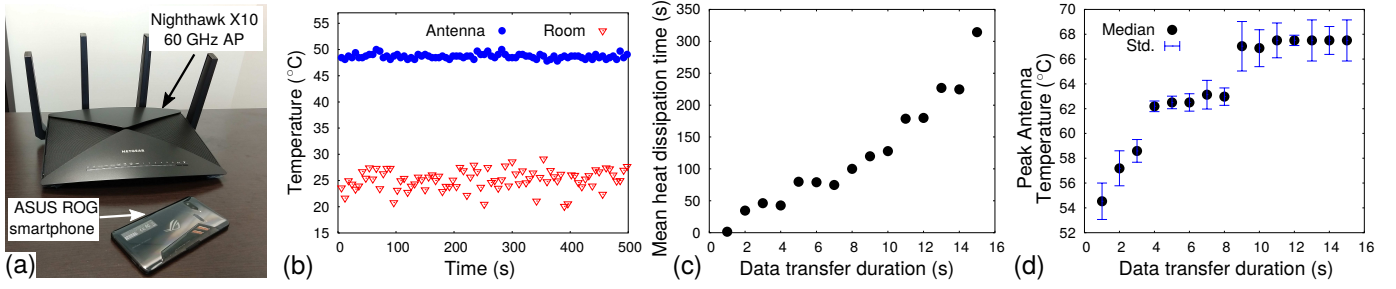 Nighthawk X10
60 GHz AP
NETGEAR
ASUS ROG
smartphone
(a)
Antenna
Room
Temperature (°C)
55
50
45
40
35
30
25
20
15
0 100 200 300 400 500
Time (s)
(b)
Mean heat dissipation time (s)
350
300
250
200
150
100
50
0
0 2 4 6 8 10 12 14 16
Data transfer duration (s)
(c)
Median
Std.
Peak Antenna
Temperature (°C)
70
68
66
64
62
60
58
56
54
52
0 2 4 6 8 10 12 14 16
Data transfer duration (s)
(d)